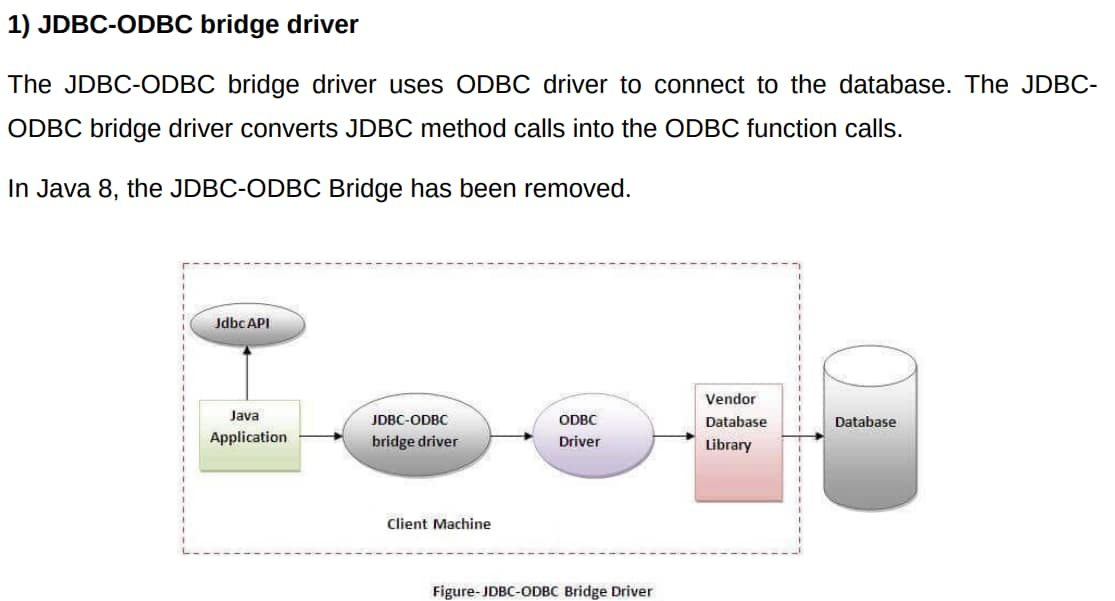 1) JDBC-ODBC bridge driver
The JDBC-ODBC bridge driver uses ODBC driver to connect to the database. The JDBC-
ODBC bridge driver converts JDBC method calls into the ODBC function calls.
In Java 8, the JDBC-ODBC Bridge has been removed.
Jdbc API
Java
Application
JDBC-ODBC
bridge driver
ODBC
Driver
Vendor
Database
Library
Database
Client Machine
Figure- JDBC-ODBC Bridge Driver